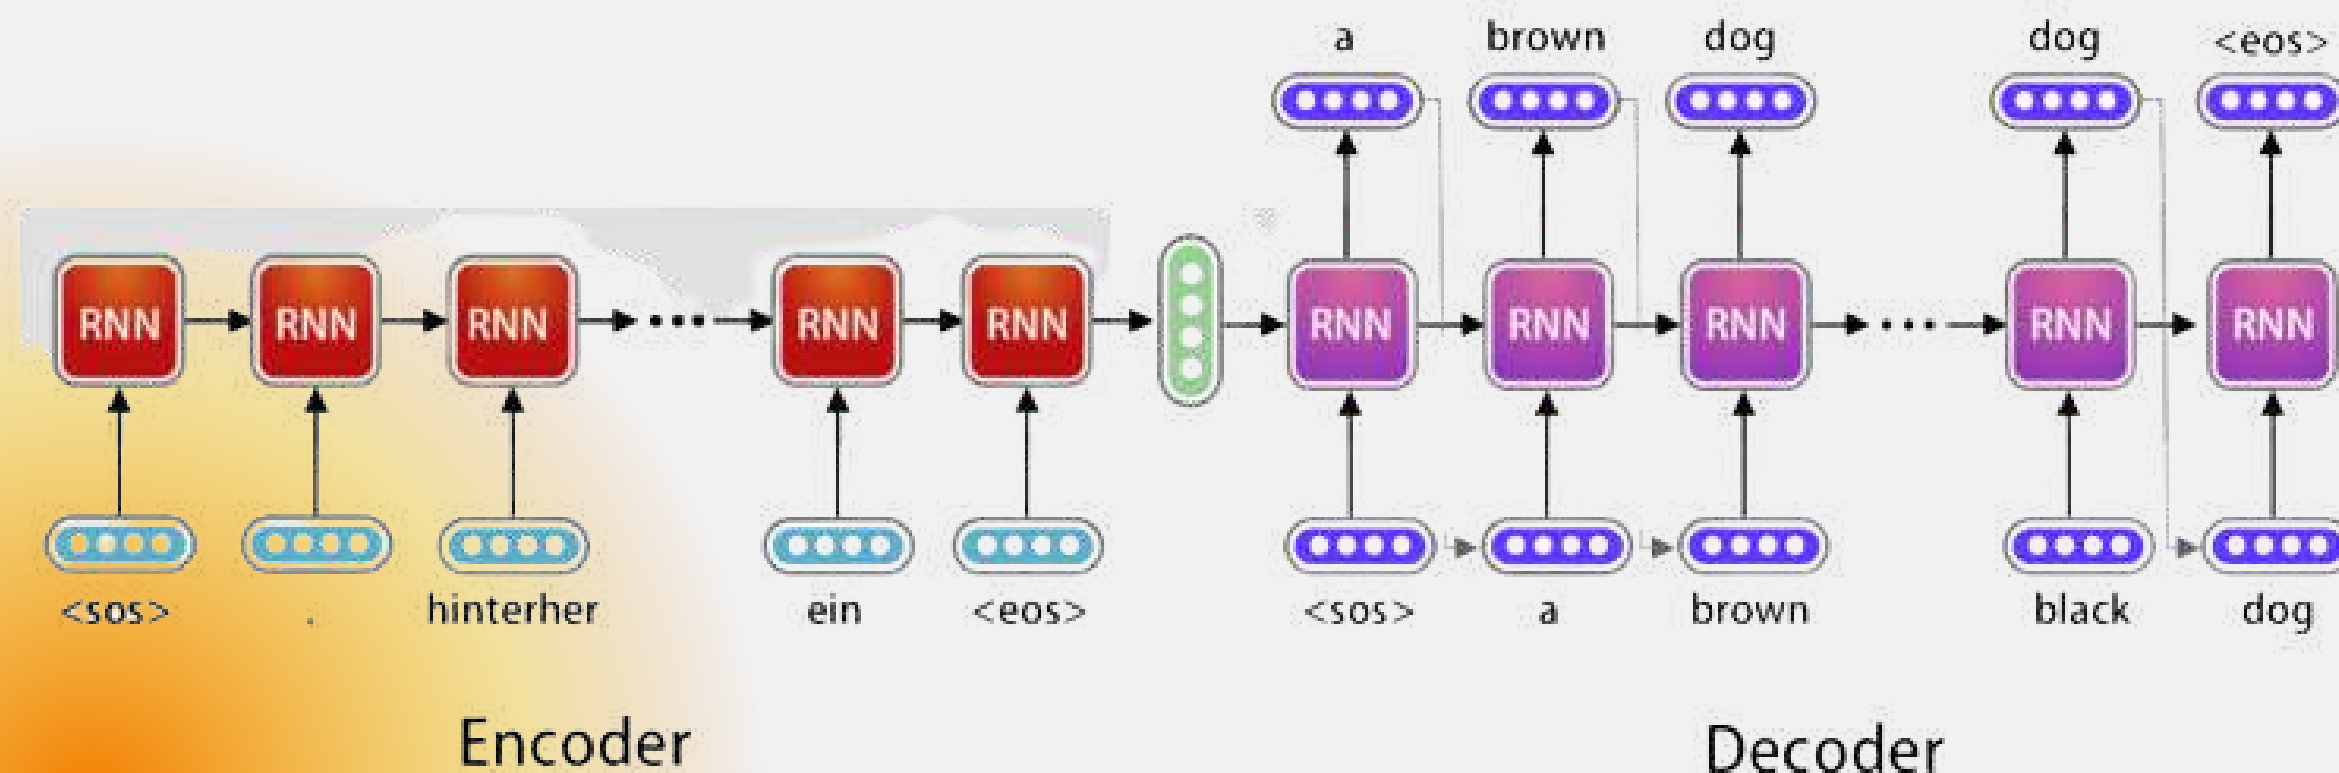 a brown dog dog <eos>
RNN RNN RNN RNN RNN RNN RNN RNN RNN RNN
<sos> . hinterher ein <eos> <sos> a brown black dog
Encoder Decoder